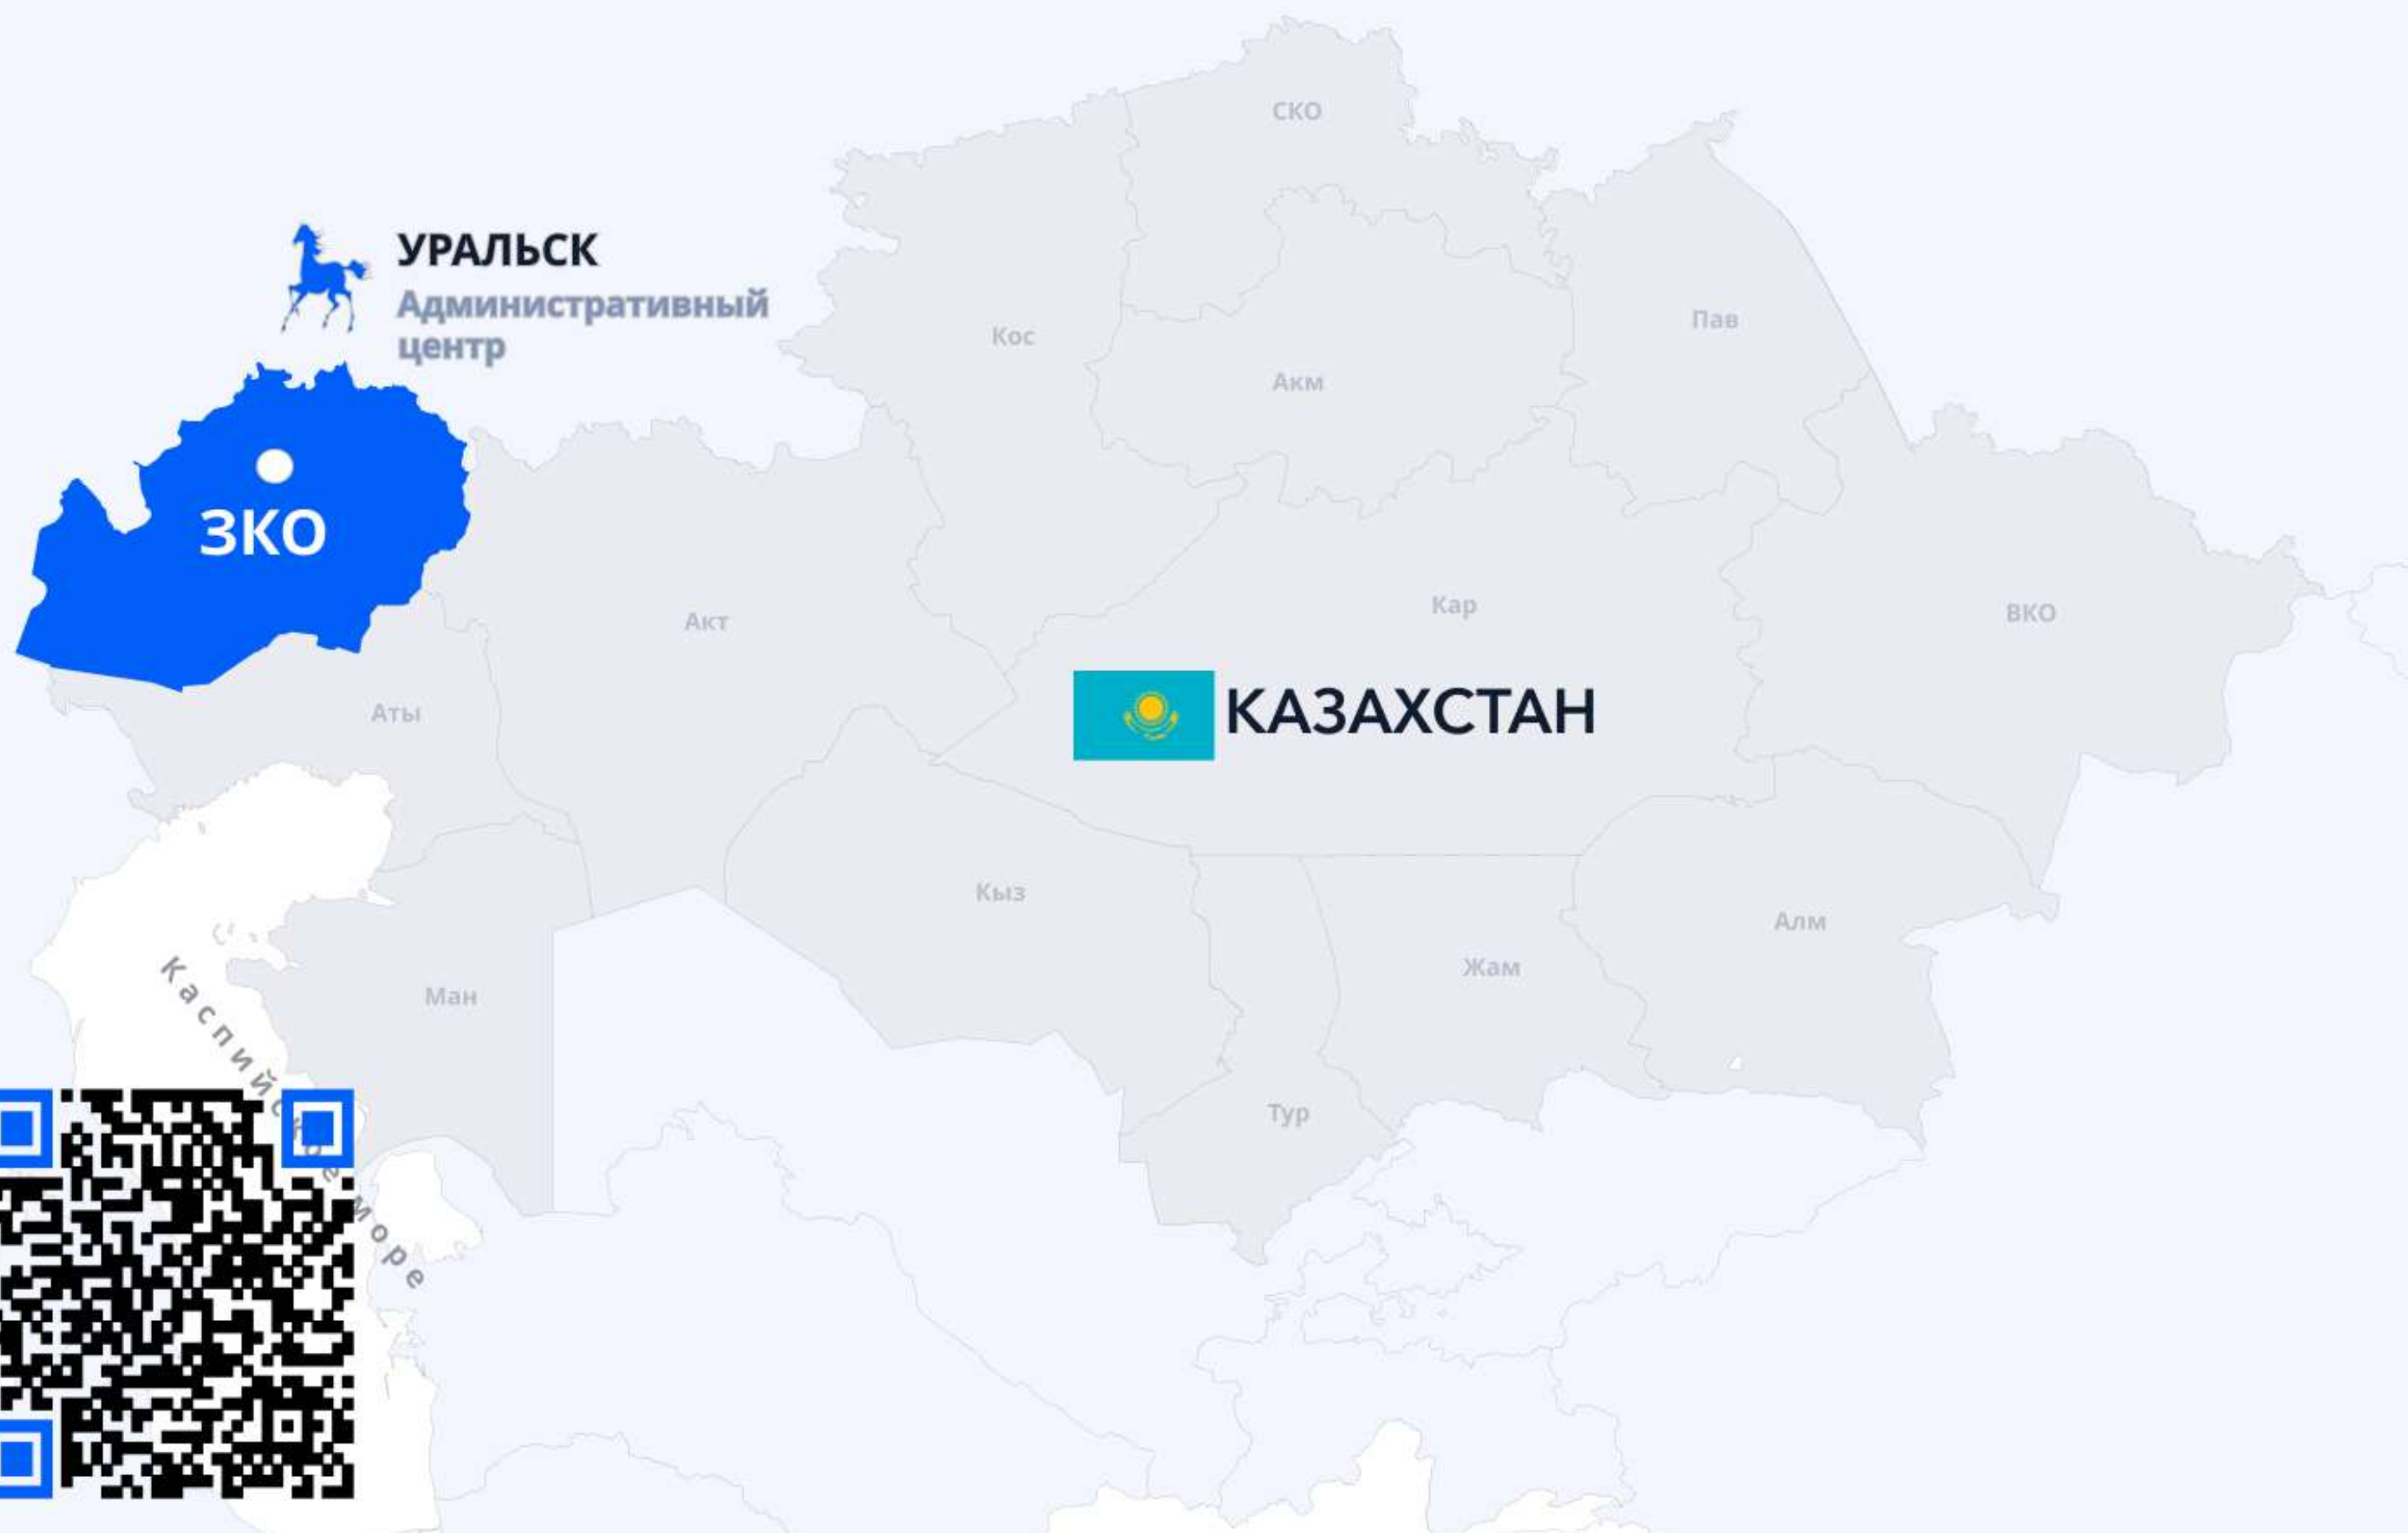 СКО
УРАЛЬСК
Административный
центр
Кос
Пав
Акм
ЗКО
Кар
ВКО
Акт
Аты
КАЗАХСТАН
Кыз
Алм
Жам
Ман
Каспийское море
Тур